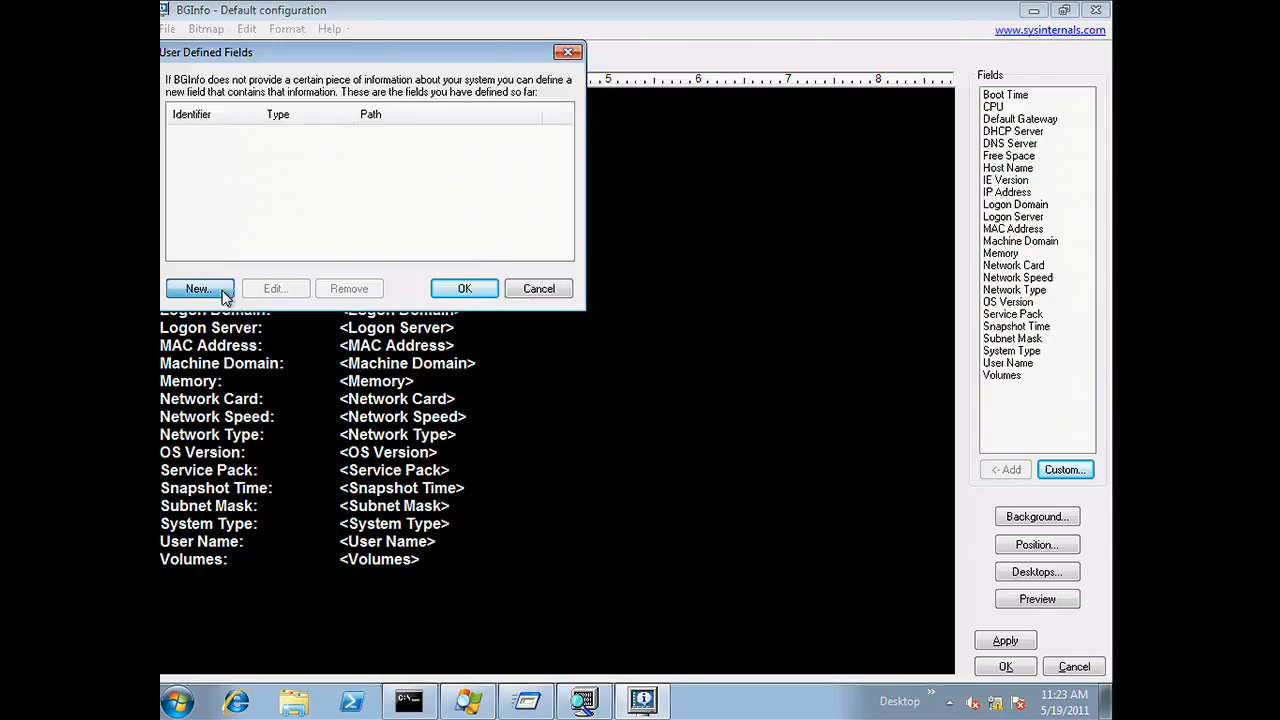 BGInfo - Default configuration
File Bitmap Edit Format Help
www.sysinternals.com
User Defined Fields
If BGInfo does not provide a certain piece of information about your system you can define a
new field that contains that information. These are the fields you have defined so far:
Identifier Type Path
New... Edit... Remove OK Cancel
5 6 7 8
Logon Domain: <Logon Domain>
Logon Server: <Logon Server>
MAC Address: <MAC Address>
Machine Domain: <Machine Domain>
Memory: <Memory>
Network Card: <Network Card>
Network Speed: <Network Speed>
Network Type: <Network Type>
OS Version: <OS Version>
Service Pack: <Service Pack>
Snapshot Time: <Snapshot Time>
Subnet Mask: <Subnet Mask>
System Type: <System Type>
User Name: <User Name>
Volumes: <Volumes>
Fields
Boot Time
CPU
Default Gateway
DHCP Server
DNS Server
Free Space
Host Name
IE Version
IP Address
Logon Domain
Logon Server
MAC Address
Machine Domain
Memory
Network Card
Network Speed
Network Type
OS Version
Service Pack
Snapshot Time
Subnet Mask
System Type
User Name
Volumes
<- Add Custom...
Background...
Position...
Desktops...
Preview
Apply
OK Cancel
Desktop » 11:23 AM
5/19/2011